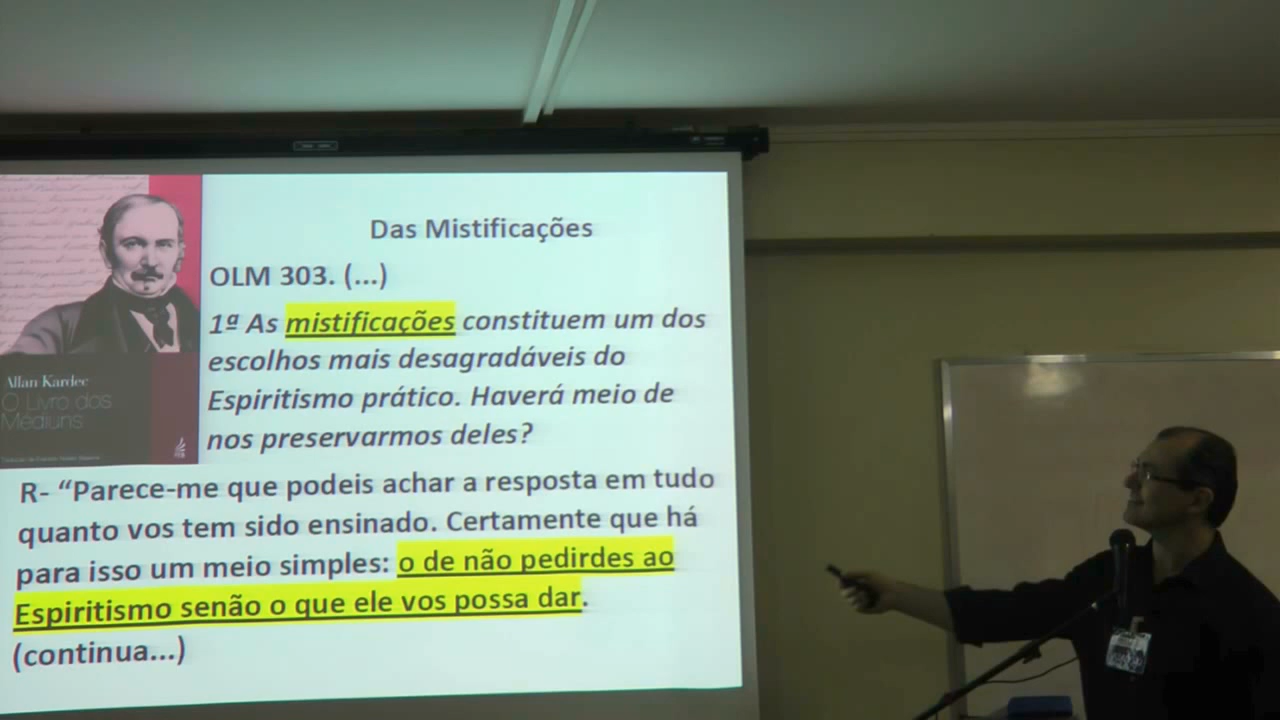 Das Mistificações
OLM 303. (...)
1ª As mistificações constituem um dos
escolhos mais desagradáveis do
Espiritismo prático. Haverá meio de
nos preservarmos deles?
Allan Kardec
O Livro dos
Médiuns
R- “Parece-me que podeis achar a resposta em tudo
quanto vos tem sido ensinado. Certamente que há
para isso um meio simples: o de não pedirdes ao
Espiritismo senão o que ele vos possa dar.
(continua...)